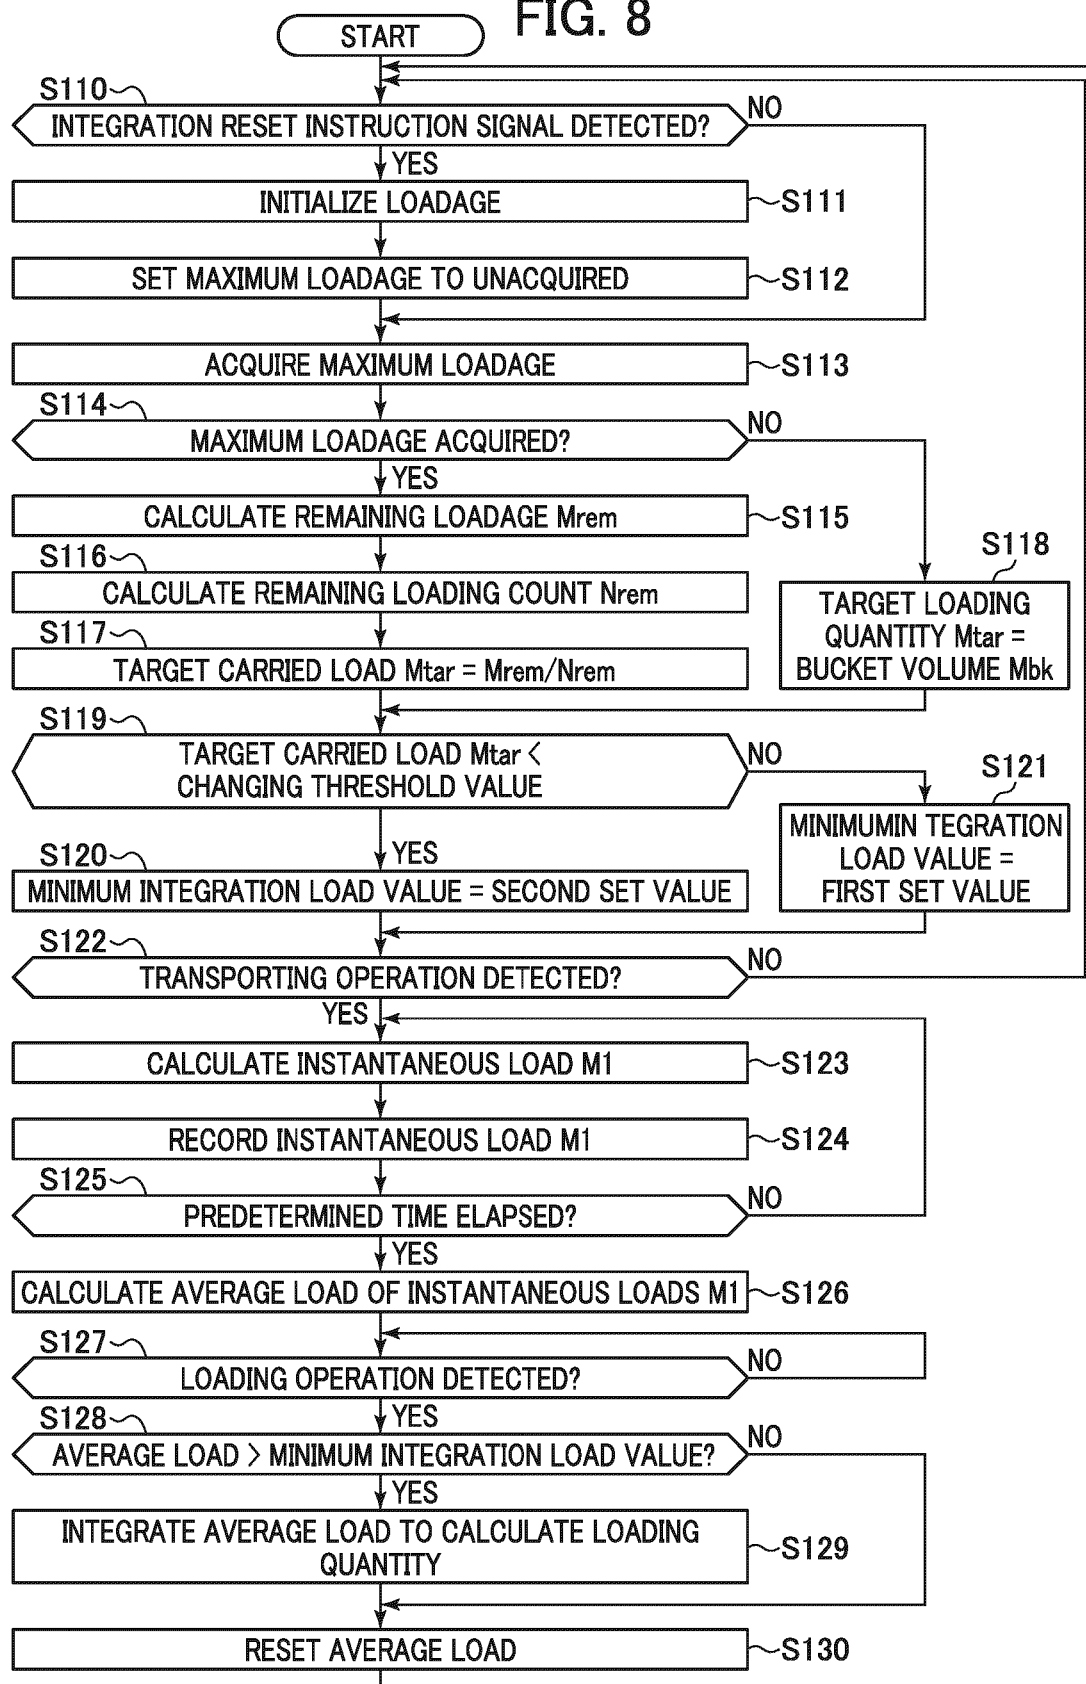 FIG. 8
START
S110
INTEGRATION RESET INSTRUCTION SIGNAL DETECTED?
NO
YES
INITIALIZE LOADAGE
S111
SET MAXIMUM LOADAGE TO UNACQUIRED
S112
ACQUIRE MAXIMUM LOADAGE
S113
S114
MAXIMUM LOADAGE ACQUIRED?
NO
YES
CALCULATE REMAINING LOADAGE Mrem
S115
S116
CALCULATE REMAINING LOADING COUNT Nrem
S117
TARGET CARRIED LOAD Mtar = Mrem/Nrem
S118
TARGET LOADING
QUANTITY Mtar =
BUCKET VOLUME Mbk
S119
TARGET CARRIED LOAD Mtar <
CHANGING THRESHOLD VALUE
NO
YES
S121
MINIMUMIN TEGRATION
LOAD VALUE =
FIRST SET VALUE
S120
MINIMUM INTEGRATION LOAD VALUE = SECOND SET VALUE
S122
TRANSPORTING OPERATION DETECTED?
NO
YES
CALCULATE INSTANTANEOUS LOAD M1
S123
RECORD INSTANTANEOUS LOAD M1
S124
S125
PREDETERMINED TIME ELAPSED?
NO
YES
CALCULATE AVERAGE LOAD OF INSTANTANEOUS LOADS M1
S126
S127
LOADING OPERATION DETECTED?
NO
YES
S128
AVERAGE LOAD > MINIMUM INTEGRATION LOAD VALUE?
NO
YES
INTEGRATE AVERAGE LOAD TO CALCULATE LOADING
QUANTITY
S129
RESET AVERAGE LOAD
S130